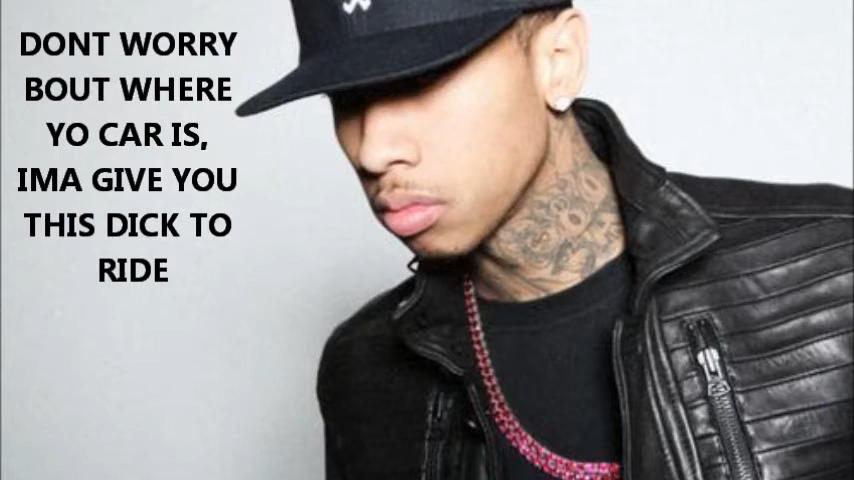 DONT WORRY
BOUT WHERE
YO CAR IS,
IMA GIVE YOU
THIS DICK TO
RIDE